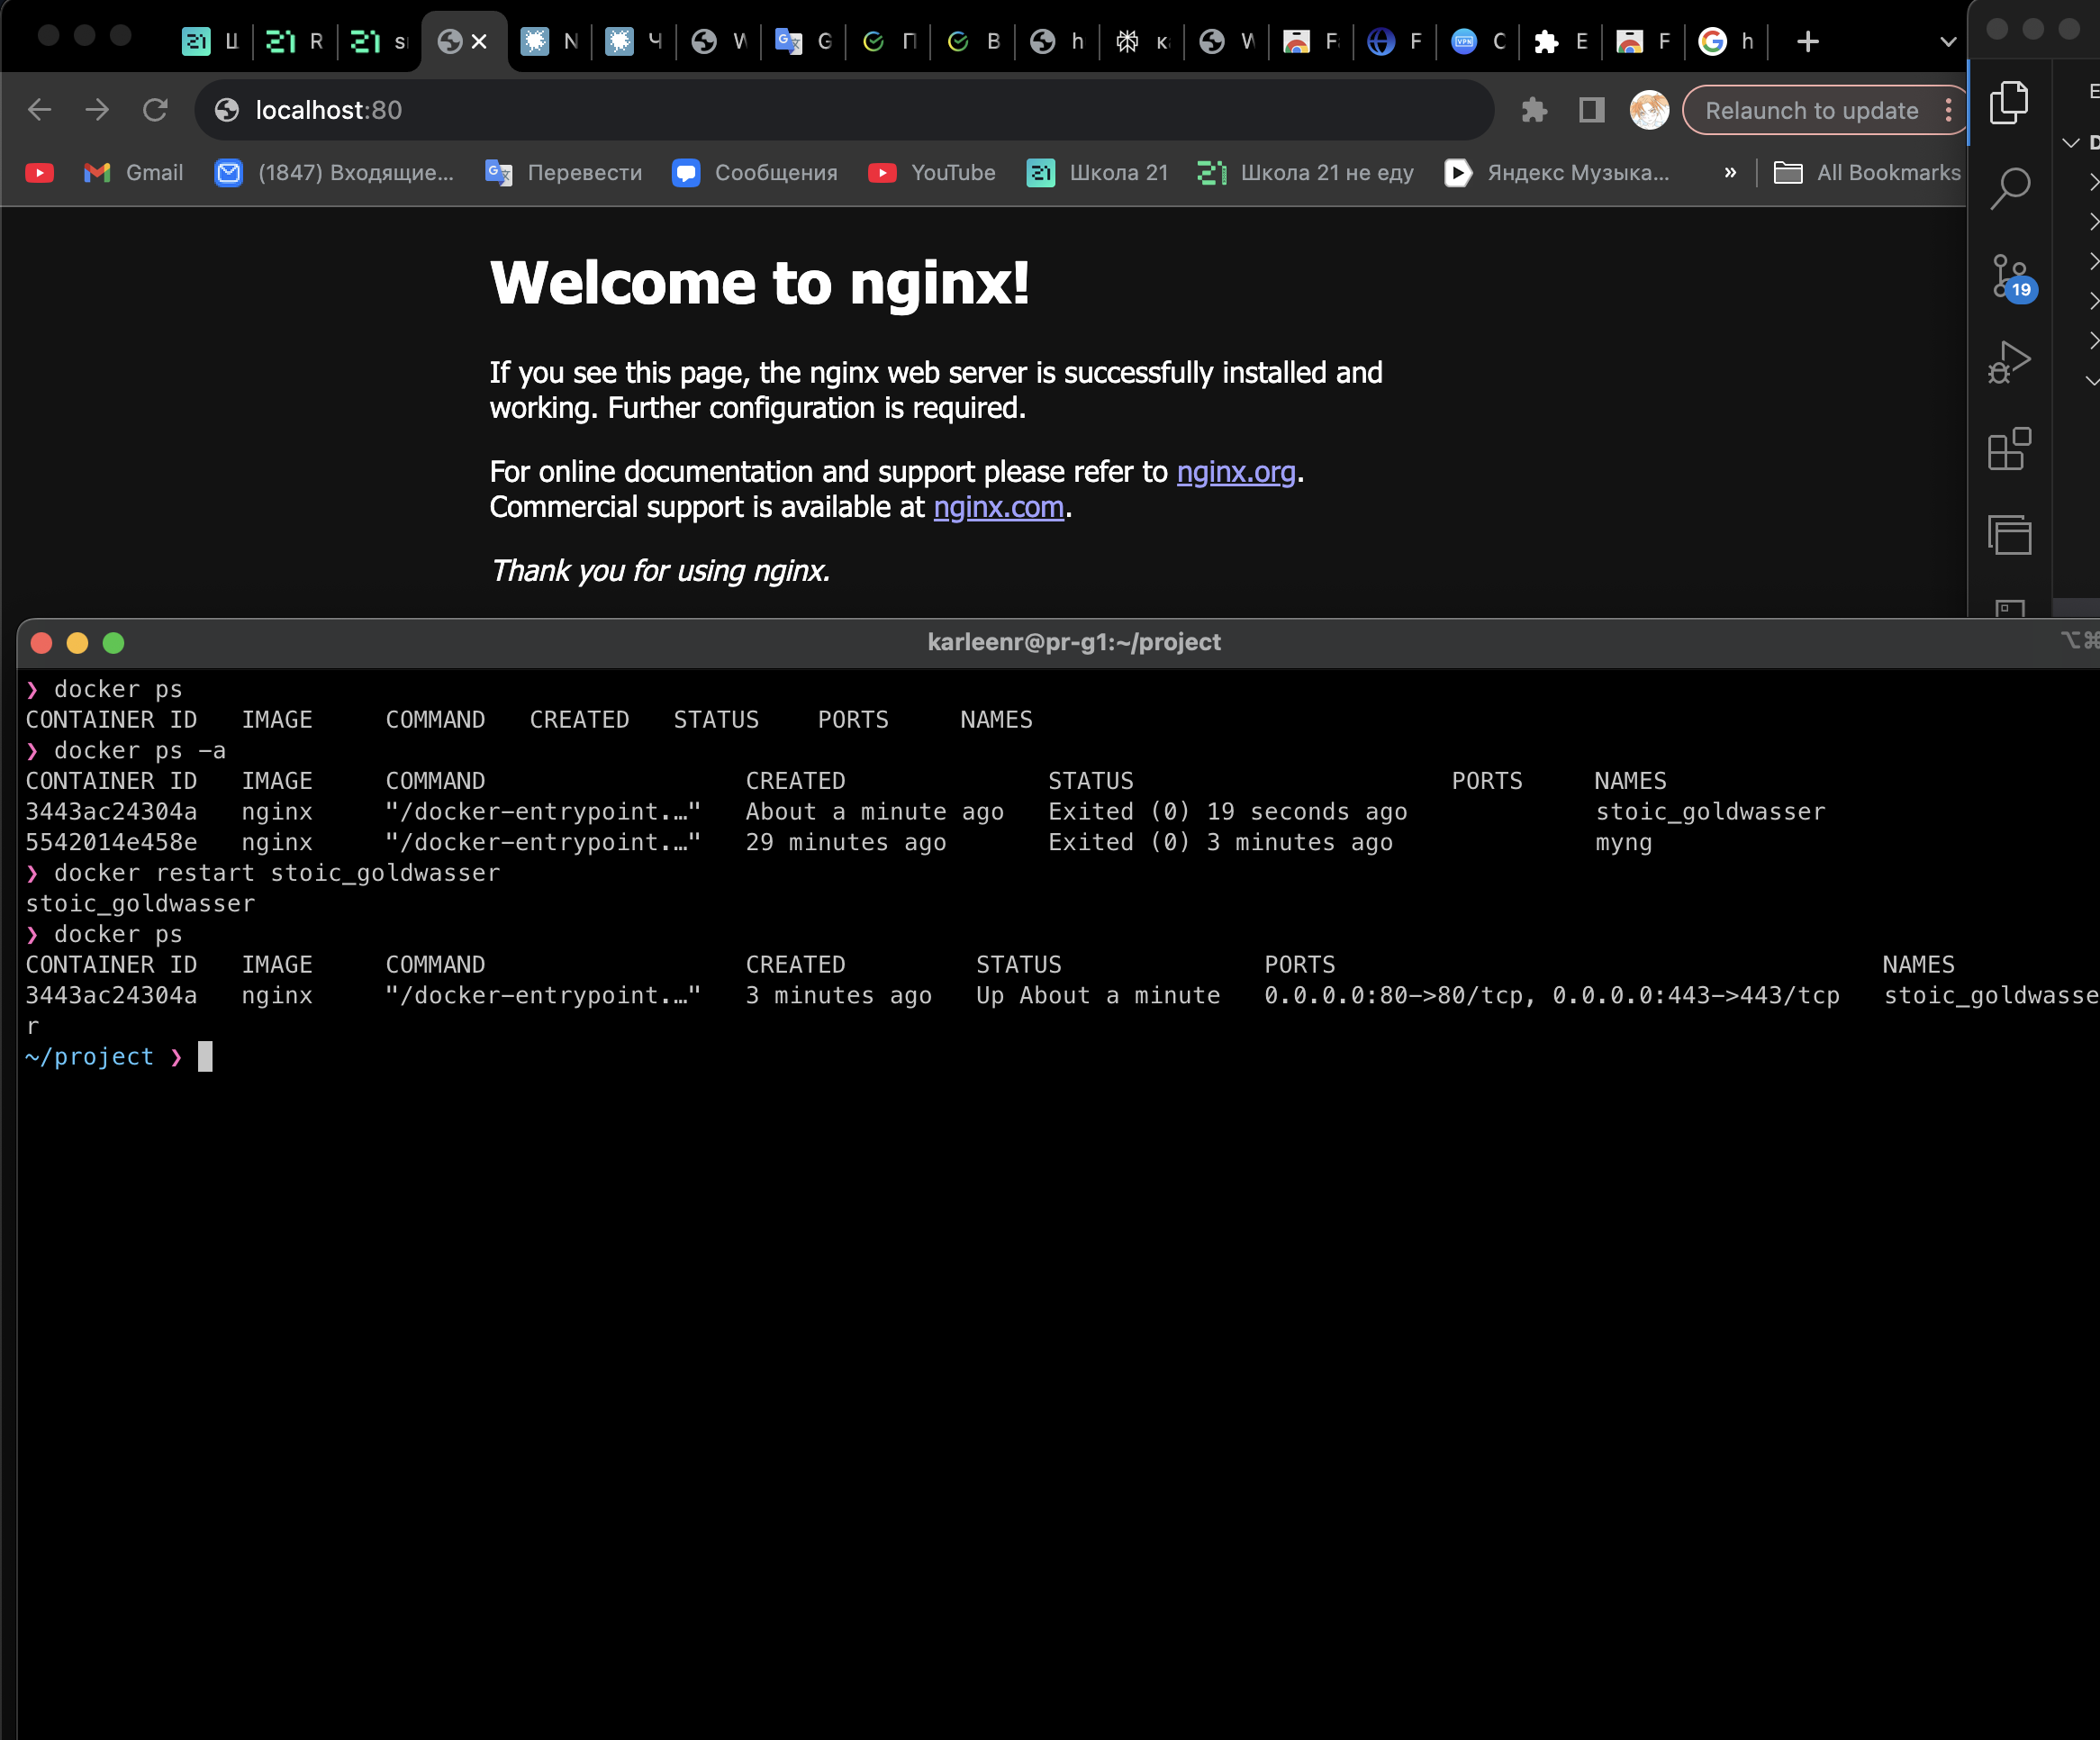 localhost:80
Relaunch to update
Gmail
(1847) Входящие...
Перевести
Сообщения
YouTube
Школа 21
Школа 21 не еду
Яндекс Музыка...
»
All Bookmarks
19
Welcome to nginx!
If you see this page, the nginx web server is successfully installed and
working. Further configuration is required.
For online documentation and support please refer to nginx.org.
Commercial support is available at nginx.com.
Thank you for using nginx.
karleenr@pr-g1:~/project
❯ docker ps
CONTAINER ID IMAGE COMMAND CREATED STATUS PORTS NAMES
❯ docker ps -a
CONTAINER ID IMAGE COMMAND CREATED STATUS PORTS NAMES
3443ac24304a nginx "/docker-entrypoint.…" About a minute ago Exited (0) 19 seconds ago stoic_goldwasser
5542014e458e nginx "/docker-entrypoint.…" 29 minutes ago Exited (0) 3 minutes ago myng
❯ docker restart stoic_goldwasser
stoic_goldwasser
❯ docker ps
CONTAINER ID IMAGE COMMAND CREATED STATUS PORTS NAMES
3443ac24304a nginx "/docker-entrypoint.…" 3 minutes ago Up About a minute 0.0.0.0:80->80/tcp, 0.0.0.0:443->443/tcp stoic_goldwasse
r
~/project ❯